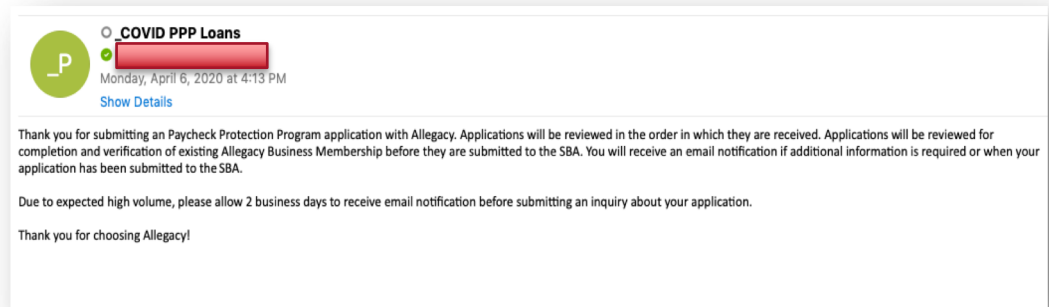 _COVID PPP Loans
_P
Monday, April 6, 2020 at 4:13 PM
Show Details
Thank you for submitting an Paycheck Protection Program application with Allegacy. Applications will be reviewed in the order in which they are received. Applications will be reviewed for
completion and verification of existing Allegacy Business Membership before they are submitted to the SBA. You will receive an email notification if additional information is required or when your
application has been submitted to the SBA.
Due to expected high volume, please allow 2 business days to receive email notification before submitting an inquiry about your application.
Thank you for choosing Allegacy!